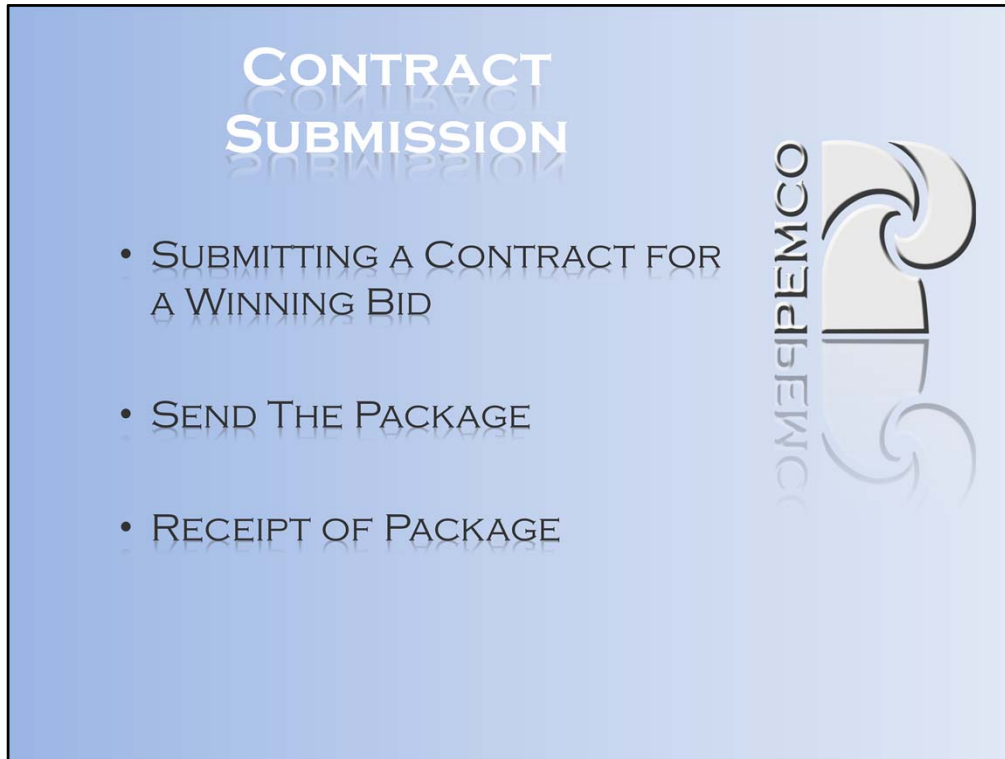 CONTRACT
SUBMISSION
• SUBMITTING A CONTRACT FOR
A WINNING BID
• SEND THE PACKAGE
• RECEIPT OF PACKAGE
PEMCO